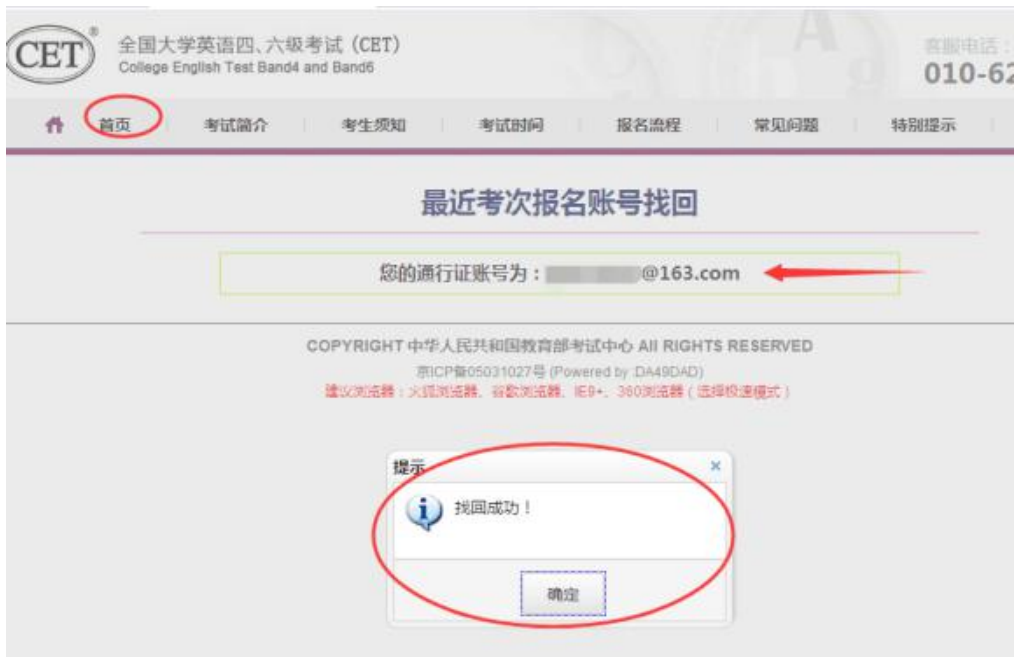 CET®
全国大学英语四、六级考试 (CET)
College English Test Band4 and Band6
客服电话：
010-62
首页 考试简介 考生须知 考试时间 报名流程 常见问题 特别提示
最近考次报名账号找回
您的通行证账号为： @163.com
COPYRIGHT 中华人民共和国教育部考试中心 All RIGHTS RESERVED
京ICP备05031027号 (Powered by :DA49DAD)
建议浏览器：火狐浏览器、谷歌浏览器、IE9+、360浏览器 ( 选择极速模式 )
提示
找回成功！
确定